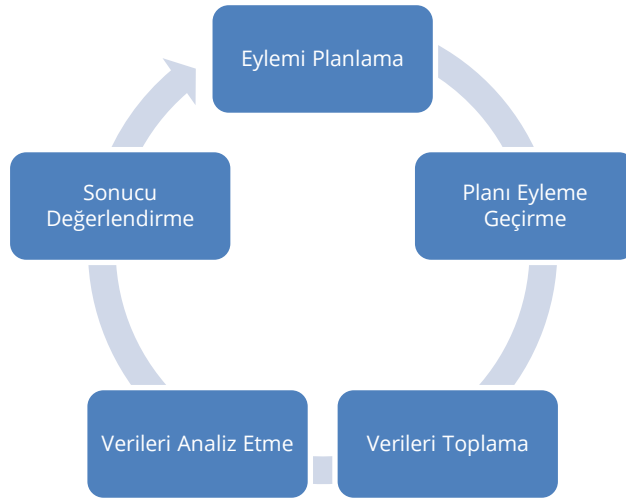 Eylemi Planlama
Planı Eyleme
Geçirme
Verileri Toplama
Verileri Analiz Etme
Sonucu
Değerlendirme